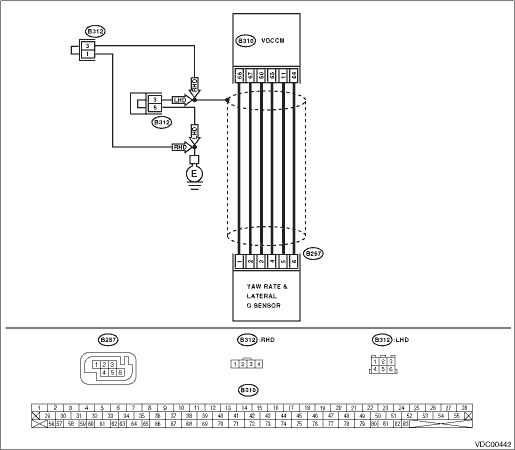 B312
3
1
B310 VDCCM
66 67 50 65 11 64
RHD
LHD
3
5
B312
LHD
RHD
E
1 2 3 4 5 6
B257
YAW RATE &
LATERAL
G SENSOR
B257
B312 :RHD
B312 :LHD
1 2 3
4 5 6
1 2 3 4
1 2 3
4 5 6
B310
1 2 3 4 5 6 7 8 9 10 11 12 13 14 15 16 17 18 19 20 21 22 23 24 25 26 27 28
29 30 31 32 33 34 35 36 37 38 39 40 41 42 43 44 45 46 47 48 49 50 51 52 53 54 55
56 57 58 59 60 61 62 63 64 65 66 67 68 69 70 71 72 73 74 75 76 77 78 79 80 81 82 83
VDC00442